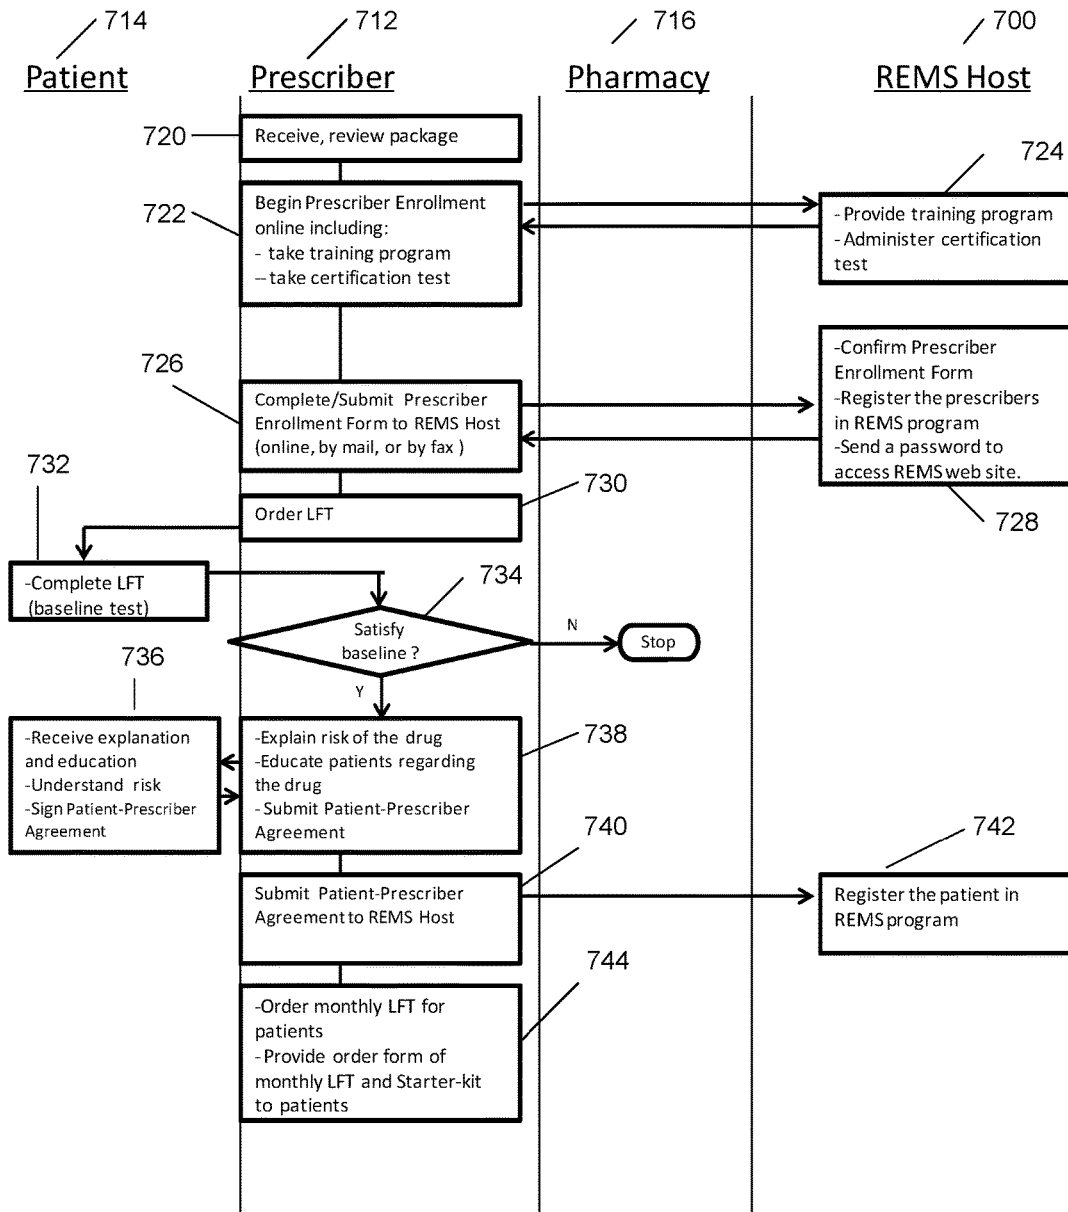 714
712
716
700
Patient
Prescriber
Pharmacy
REMS Host
720
Receive, review package
724
722
Begin Prescriber Enrollment
online including:
- take training program
-- take certification test
- Provide training program
- Administer certification
test
726
Complete/Submit Prescriber
Enrollment Form to REMS Host
(online, by mail, or by fax )
-Confirm Prescriber
Enrollment Form
-Register the prescribers
in REMS program
-Send a password to
access REMS web site.
728
732
730
Order LFT
-Complete LFT
(baseline test)
734
Satisfy
baseline ?
N
Stop
Y
736
-Receive explanation
and education
-Understand risk
-Sign Patient-Prescriber
Agreement
738
-Explain risk of the drug
-Educate patients regarding
the drug
- Submit Patient-Prescriber
Agreement
740
Submit Patient-Prescriber
Agreement to REMS Host
742
Register the patient in
REMS program
744
-Order monthly LFT for
patients
-Provide order form of
monthly LFT and Starter-kit
to patients